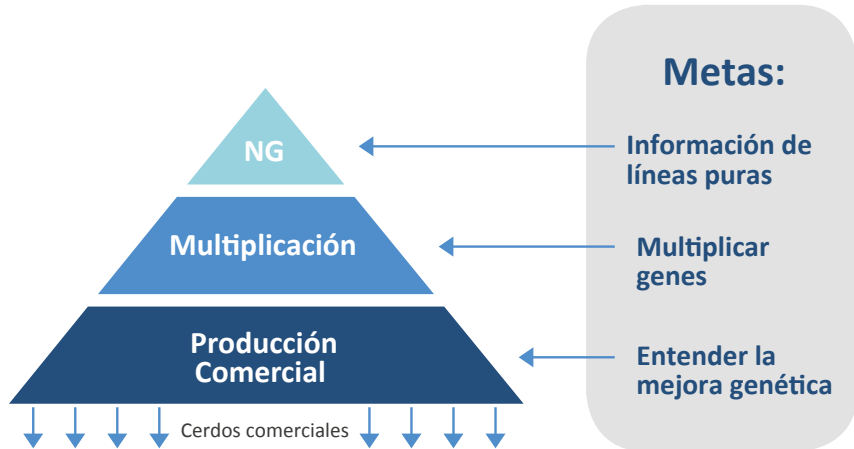 Metas:
NG
Información de
líneas puras
Multiplicación
Multiplicar
genes
Producción
Comercial
Entender la
mejora genética
Cerdos comerciales